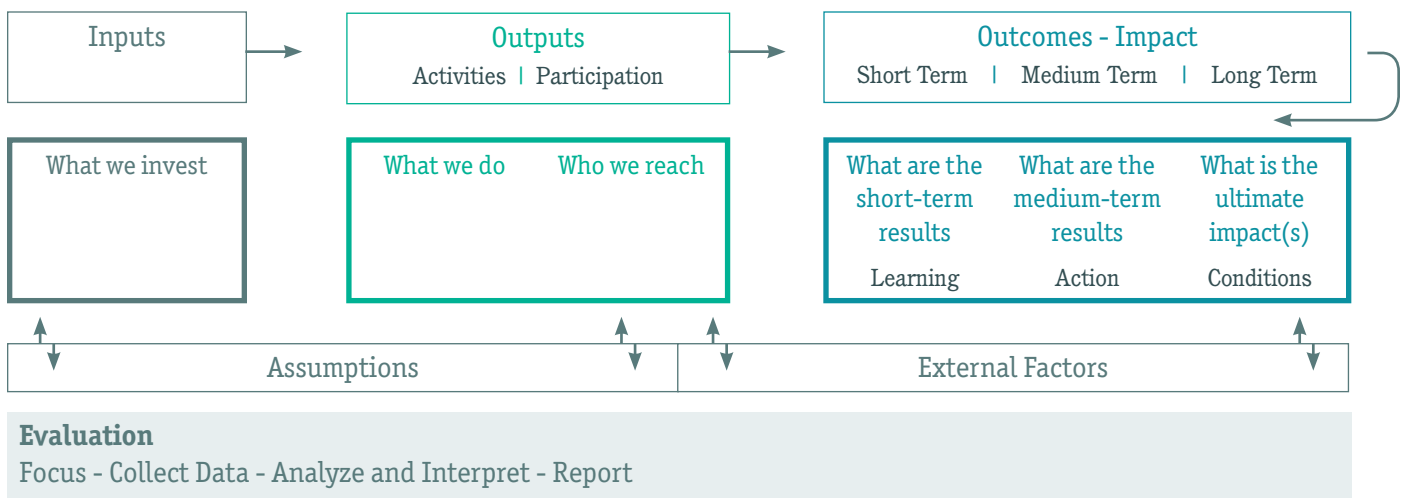 Inputs
Outputs
Activities | Participation
Outcomes - Impact
Short Term | Medium Term | Long Term
What we invest
What we do
Who we reach
What are the
short-term
results
Learning
What are the
medium-term
results
Action
What is the
ultimate
impact(s)
Conditions
Assumptions
External Factors
Evaluation
Focus - Collect Data - Analyze and Interpret - Report